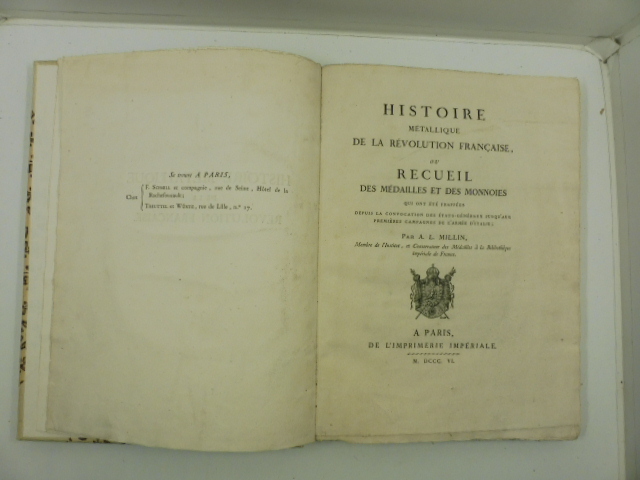 Se trouve A PARIS,
Chez
F. Schœll et compagnie, rue de Seine, Hôtel de la
Rochefoucauld;
Treuttel et Würtz, rue de Lille, n.° 17.
HISTOIRE
MÉTALLIQUE
DE LA RÉVOLUTION FRANÇAISE,
OU
RECUEIL
DES MÉDAILLES ET DES MONNOIES
QUI ONT ÉTÉ FRAPPÉES
DEPUIS LA CONVOCATION DES ÉTATS-GÉNÉRAUX JUSQU'AUX
PREMIÈRES CAMPAGNES DE L'ARMÉE D'ITALIE;
Par A. L. MILLIN,
Membre de l'Institut, et Conservateur des Médailles à la Bibliothèque
impériale de France.
A PARIS,
DE L'IMPRIMERIE IMPÉRIALE.
M. DCCC. VI.